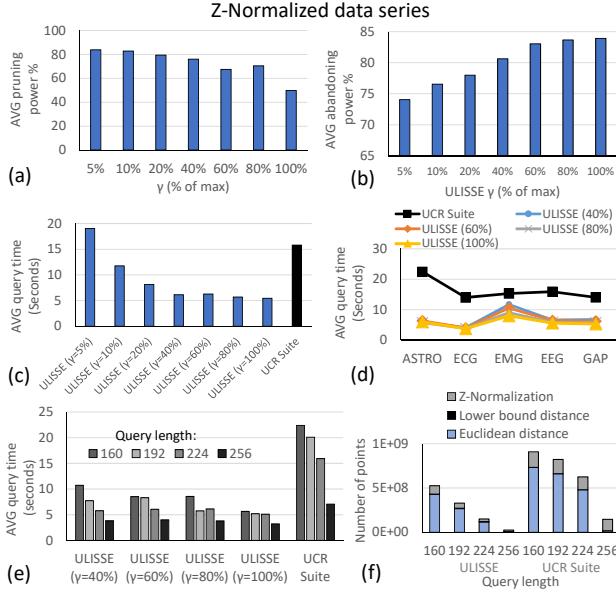 Z-Normalized data series
AVG pruning
power %
100
80
60
40
20
0
5% 10% 20% 40% 60% 80% 100%
γ (% of max)
(a)
AVG abandoning
power %
85
80
75
70
65
5% 10% 20% 40% 60% 80% 100%
ULISSE γ (% of max)
(b)
AVG query time
(Seconds)
20
15
10
5
0
ULISSE (γ=5%)
ULISSE (γ=10%)
ULISSE (γ=20%)
ULISSE (γ=40%)
ULISSE (γ=60%)
ULISSE (γ=80%)
ULISSE (γ=100%)
UCR Suite
(c)
UCR Suite
ULISSE (40%)
ULISSE (60%)
ULISSE (80%)
ULISSE (100%)
AVG query time
(Seconds)
30
20
10
0
ASTRO ECG EMG EEG GAP
(d)
AVG query time
(seconds)
25
20
15
10
5
0
Query length:
160 192 224 256
ULISSE ULISSE ULISSE ULISSE UCR
(γ=40%) (γ=60%) (γ=80%) (γ=100%) Suite
(e)
Z-Normalization
Lower bound distance
Euclidean distance
Number of points
1E+09
5E+08
0E+00
160 192 224 256 160 192 224 256
ULISSE UCR Suite
Query length
(f)